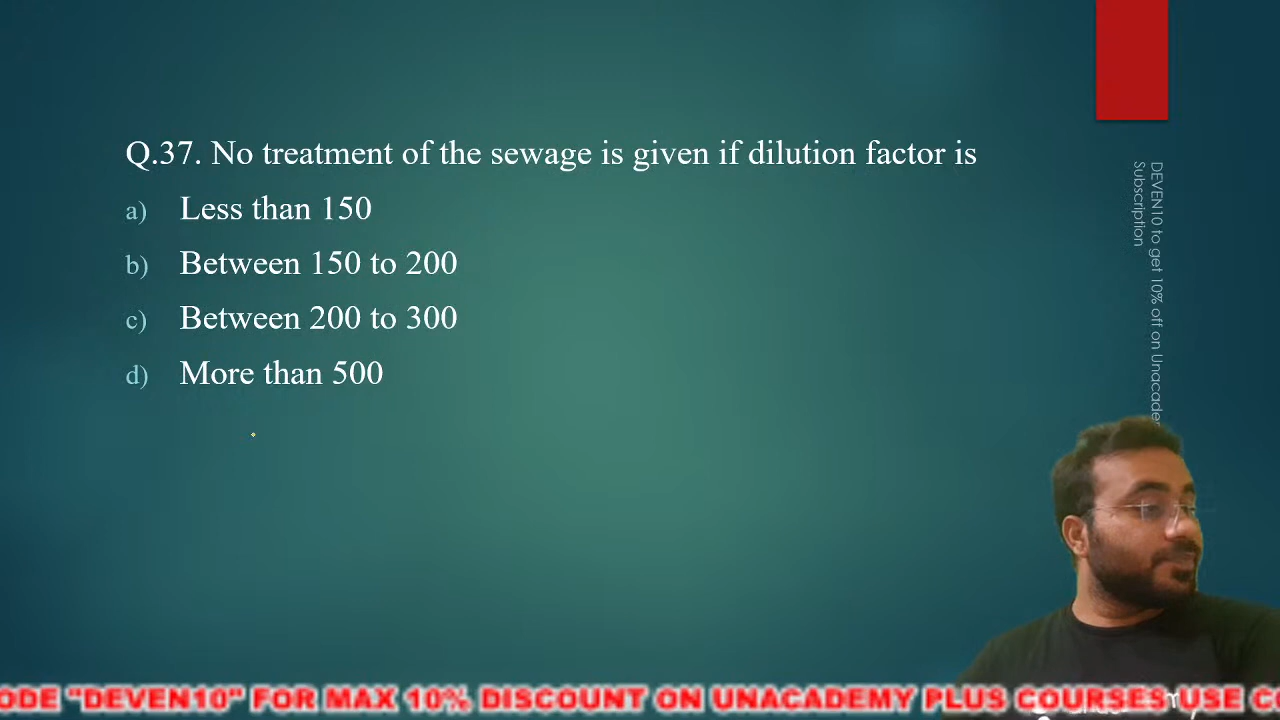 Q.37. No treatment of the sewage is given if dilution factor is
a) Less than 150
b) Between 150 to 200
c) Between 200 to 300
d) More than 500
DEVEN10 to get 10% off on
Subscription
"DEVEN10" FOR MAX 10% DISCOUNT ON UNACADEMY PLUS COURSES USE